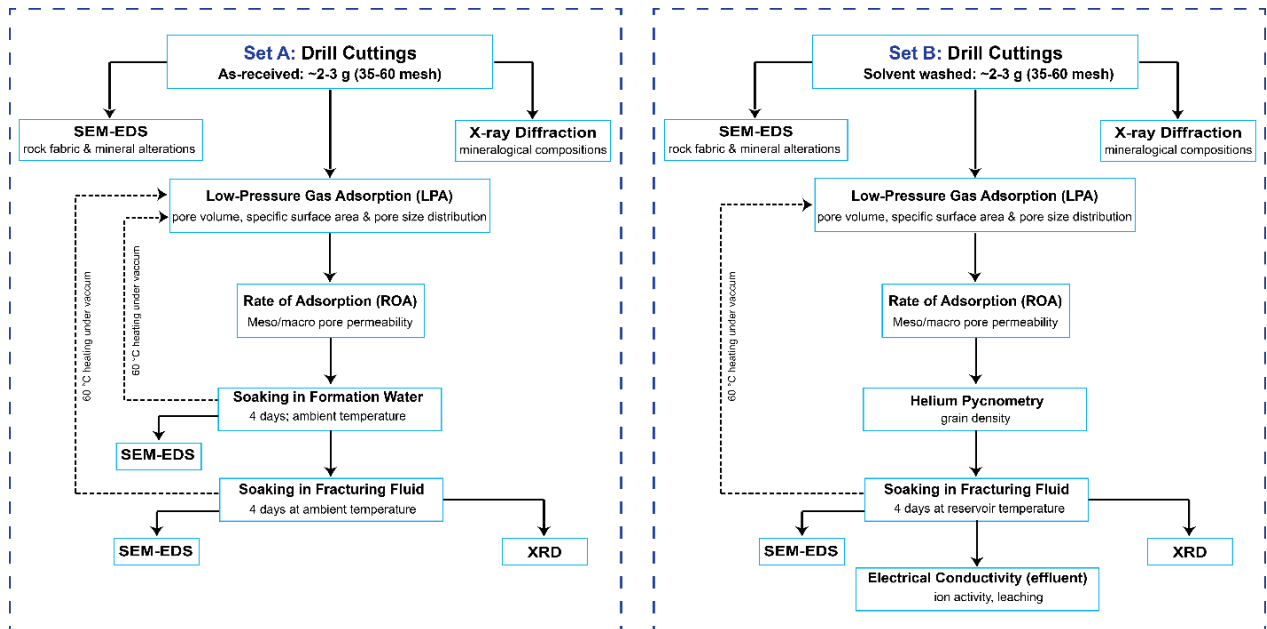 Set A: Drill Cuttings
As-received: ~2-3 g (35-60 mesh)
SEM-EDS
rock fabric & mineral alterations
X-ray Diffraction
mineralogical compositions
Low-Pressure Gas Adsorption (LPA)
pore volume, specific surface area & pore size distribution
60 °C heating under vaccum
60 °C heating under vaccum
Rate of Adsorption (ROA)
Meso/macro pore permeability
Soaking in Formation Water
4 days; ambient temperature
SEM-EDS
Soaking in Fracturing Fluid
4 days at ambient temperature
SEM-EDS
XRD
Set B: Drill Cuttings
Solvent washed: ~2-3 g (35-60 mesh)
SEM-EDS
rock fabric & mineral alterations
X-ray Diffraction
mineralogical compositions
Low-Pressure Gas Adsorption (LPA)
pore volume, specific surface area & pore size distribution
60 °C heating under vaccum
Rate of Adsorption (ROA)
Meso/macro pore permeability
Helium Pycnometry
grain density
Soaking in Fracturing Fluid
4 days at reservoir temperature
SEM-EDS
XRD
Electrical Conductivity (effluent)
ion activity, leaching